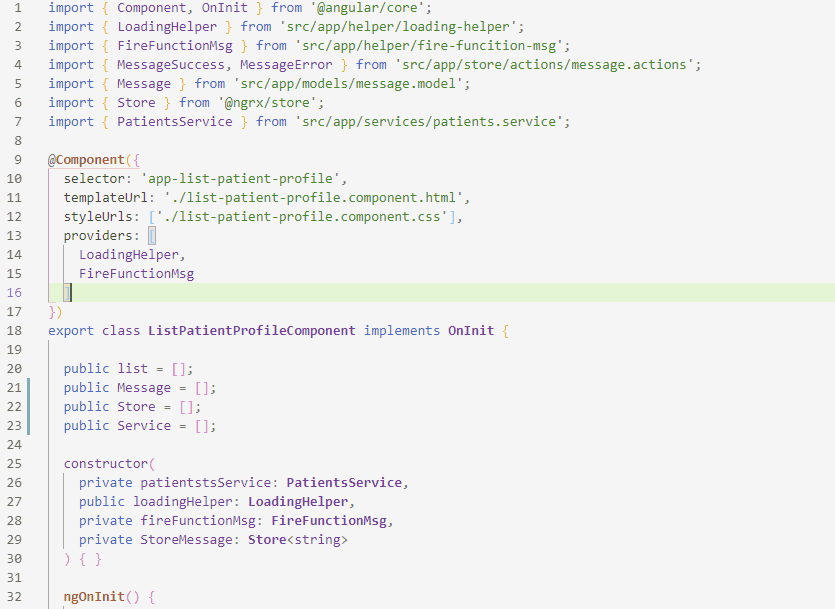 1 import { Component, OnInit } from '@angular/core';
2 import { LoadingHelper } from 'src/app/helper/loading-helper';
3 import { FireFunctionMsg } from 'src/app/helper/fire-funcition-msg';
4 import { MessageSuccess, MessageError } from 'src/app/store/actions/message.actions';
5 import { Message } from 'src/app/models/message.model';
6 import { Store } from '@ngrx/store';
7 import { PatientsService } from 'src/app/services/patients.service';
8
9 @Component({
10   selector: 'app-list-patient-profile',
11   templateUrl: './list-patient-profile.component.html',
12   styleUrls: ['./list-patient-profile.component.css'],
13   providers: [
14     LoadingHelper,
15     FireFunctionMsg
16   ]
17 })
18 export class ListPatientProfileComponent implements OnInit {
19
20   public list = [];
21   public Message = [];
22   public Store = [];
23   public Service = [];
24
25   constructor(
26     private patientstsService: PatientsService,
27     public loadingHelper: LoadingHelper,
28     private fireFunctionMsg: FireFunctionMsg,
29     private StoreMessage: Store<string>
30   ) { }
31
32   ngOnInit() {